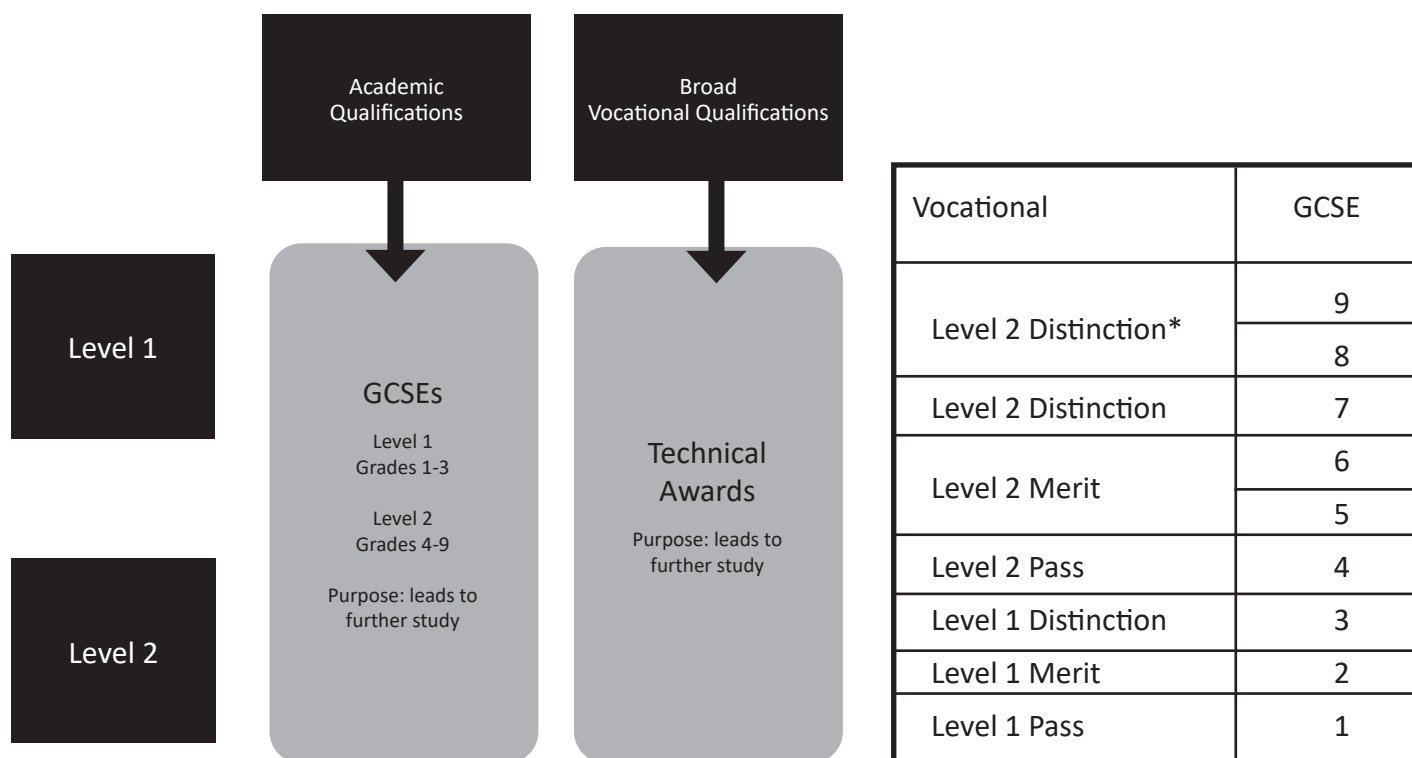 Academic
Qualifications
Broad
Vocational Qualifications
Level 1
Level 2
GCSEs
Level 1
Grades 1-3
Level 2
Grades 4-9
Purpose: leads to
further study
Technical
Awards
Purpose: leads to
further study
Vocational GCSE
Level 2 Distinction* 9
8
Level 2 Distinction 7
Level 2 Merit 6
5
Level 2 Pass 4
Level 1 Distinction 3
Level 1 Merit 2
Level 1 Pass 1